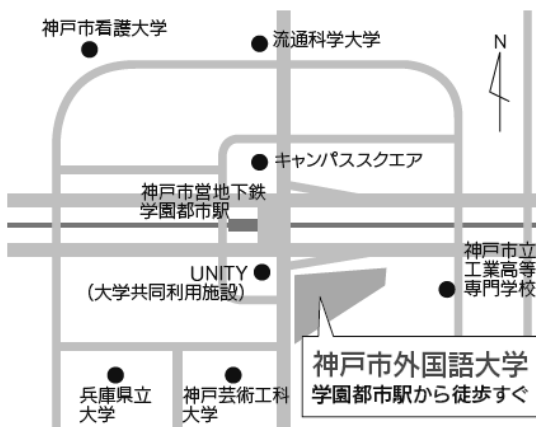 神戸市看護大学
流通科学大学
N
キャンパススクエア
神戸市営地下鉄
学園都市駅
神戸市立
工業高等
専門学校
UNITY
（大学共同利用施設）
神戸市外国語大学
学園都市駅から徒歩すぐ
兵庫県立
大学
神戸芸術工科
大学